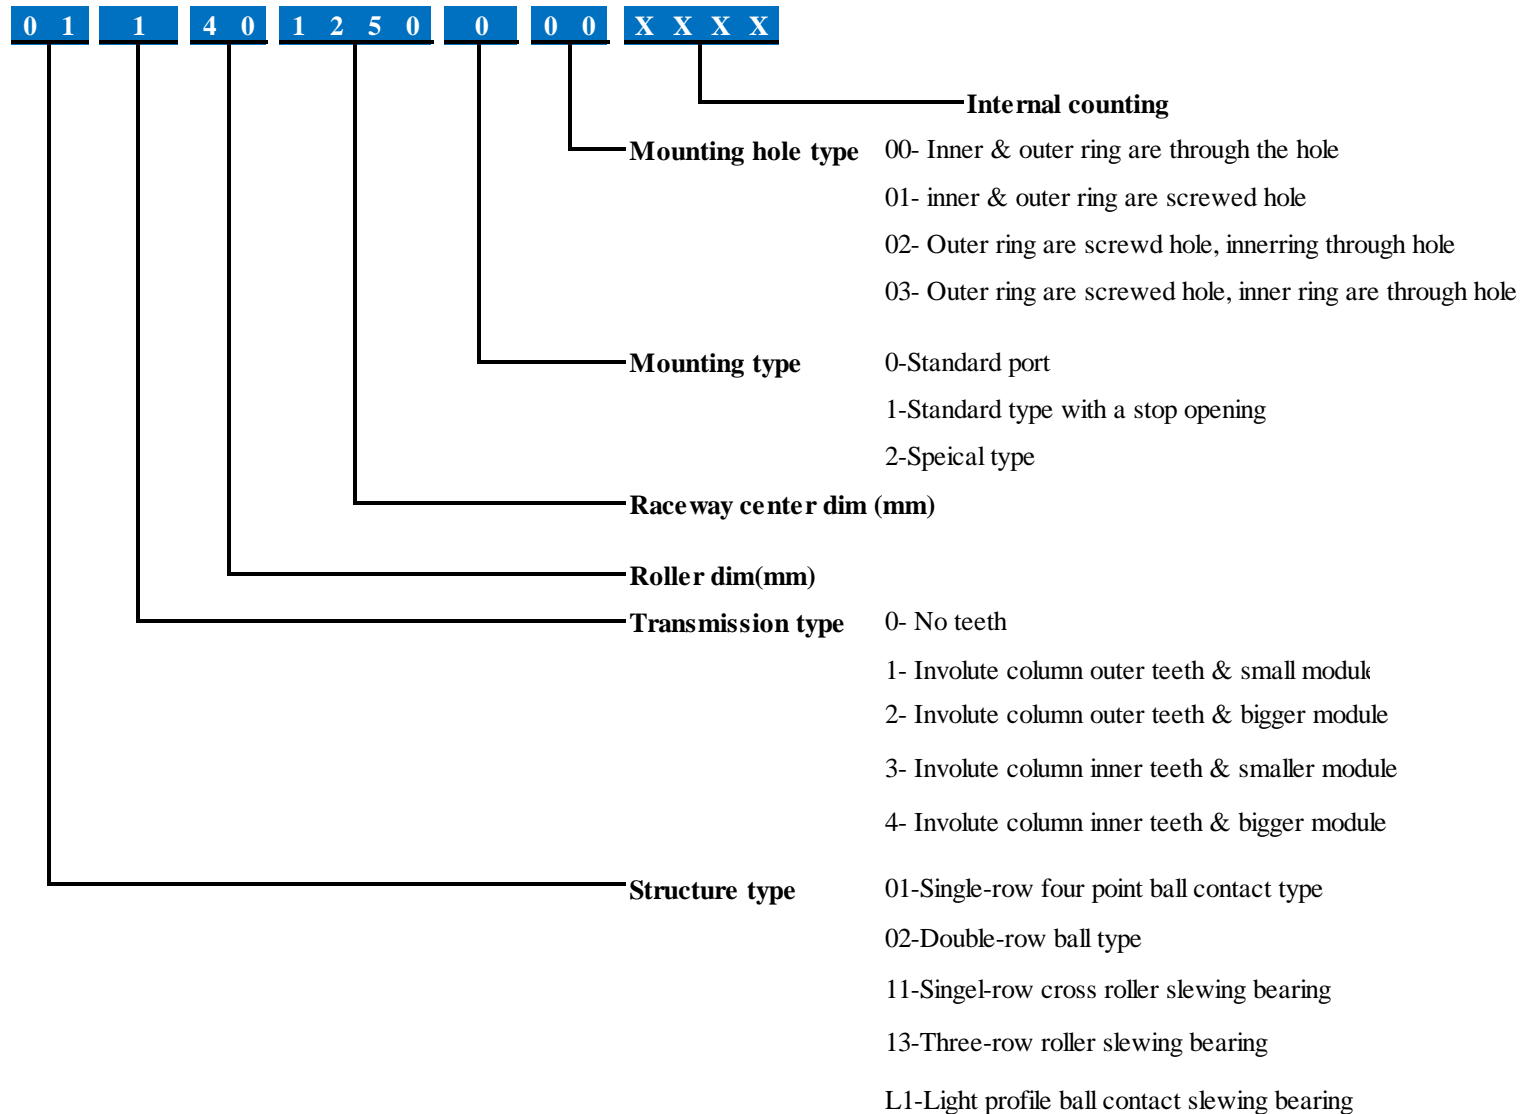 0 1 1 4 0 1 2 5 0 0 0 0 X X X X
Internal counting
Mounting hole type 00- Inner & outer ring are through the hole
01- inner & outer ring are screwed hole
02- Outer ring are screwd hole, innerring through hole
03- Outer ring are screwed hole, inner ring are through hole
Mounting type 0-Standard port
1-Standard type with a stop opening
2-Speical type
Raceway center dim (mm)
Roller dim(mm)
Transmission type 0- No teeth
1- Involute column outer teeth & small module
2- Involute column outer teeth & bigger module
3- Involute column inner teeth & smaller module
4- Involute column inner teeth & bigger module
Structure type 01-Single-row four point ball contact type
02-Double-row ball type
11-Singel-row cross roller slewing bearing
13-Three-row roller slewing bearing
L1-Light profile ball contact slewing bearing